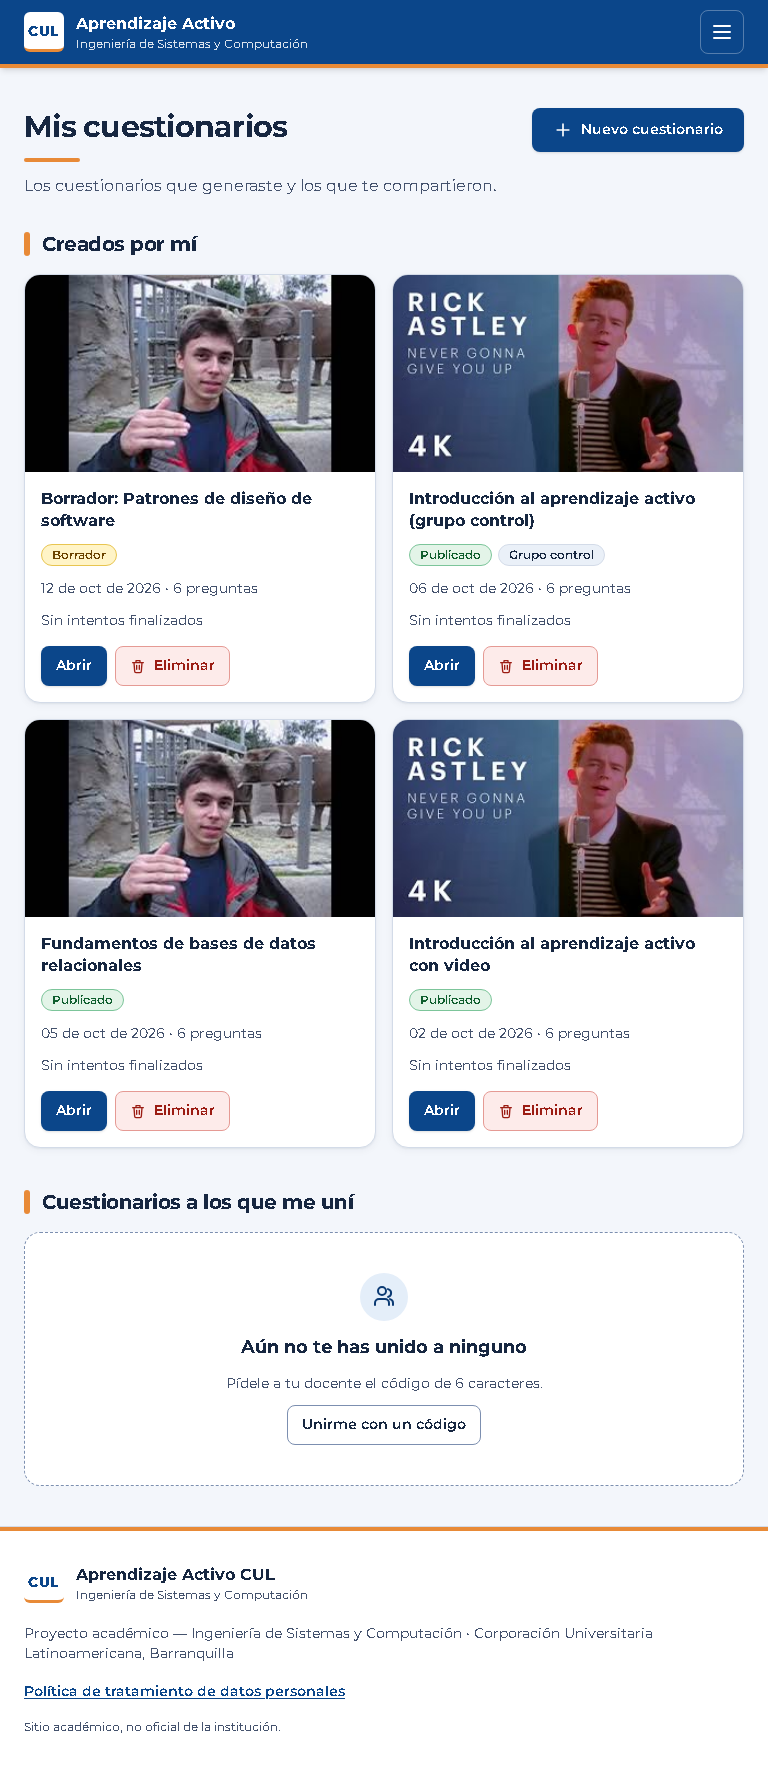 CUL
Aprendizaje Activo
Ingeniería de Sistemas y Computación
Mis cuestionarios
Nuevo cuestionario
Los cuestionarios que generaste y los que te compartieron.
Creados por mí
RICK
ASTLEY
NEVER GONNA
GIVE YOU UP
4K
Borrador: Patrones de diseño de
software
Borrador
12 de oct de 2026 · 6 preguntas
Sin intentos finalizados
Abrir
Eliminar
Introducción al aprendizaje activo
(grupo control)
Publicado
Grupo control
06 de oct de 2026 · 6 preguntas
Sin intentos finalizados
Abrir
Eliminar
RICK
ASTLEY
NEVER GONNA
GIVE YOU UP
4K
Fundamentos de bases de datos
relacionales
Publicado
05 de oct de 2026 · 6 preguntas
Sin intentos finalizados
Abrir
Eliminar
Introducción al aprendizaje activo
con video
Publicado
02 de oct de 2026 · 6 preguntas
Sin intentos finalizados
Abrir
Eliminar
Cuestionarios a los que me uní
Aún no te has unido a ninguno
Pídele a tu docente el código de 6 caracteres.
Unirme con un código
CUL
Aprendizaje Activo CUL
Ingeniería de Sistemas y Computación
Proyecto académico — Ingeniería de Sistemas y Computación · Corporación Universitaria
Latinoamericana, Barranquilla
Política de tratamiento de datos personales
Sitio académico, no oficial de la institución.